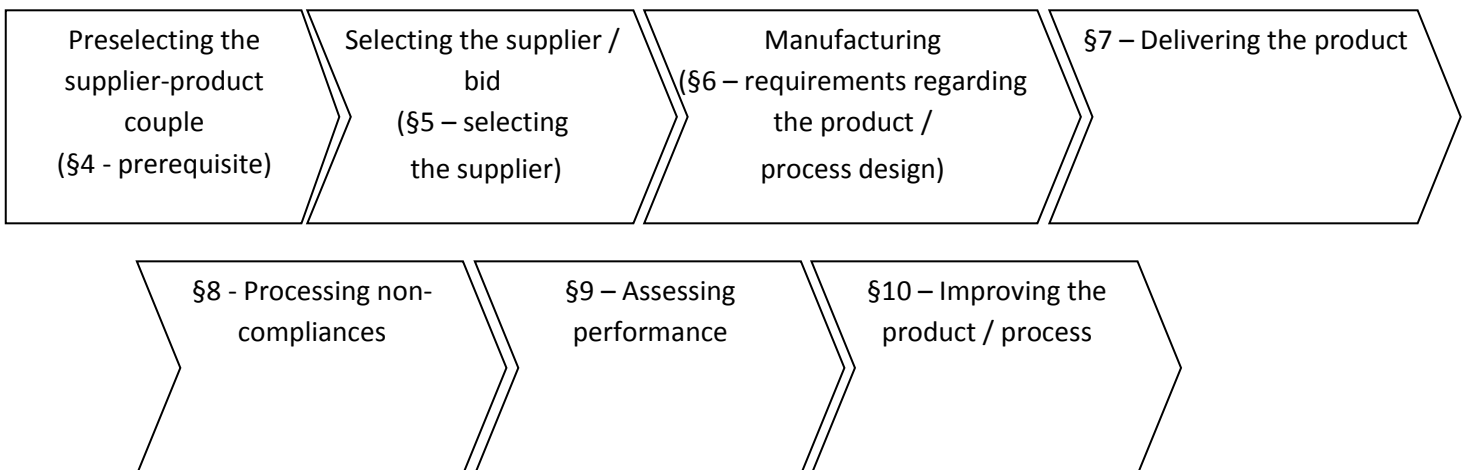 Preselecting the
supplier-product
couple
(§4 - prerequisite)
Selecting the supplier /
bid
(§5 – selecting
the supplier)
Manufacturing
(§6 – requirements regarding
the product /
process design)
§7 – Delivering the product
§8 - Processing non-
compliances
§9 – Assessing
performance
§10 – Improving the
product / process